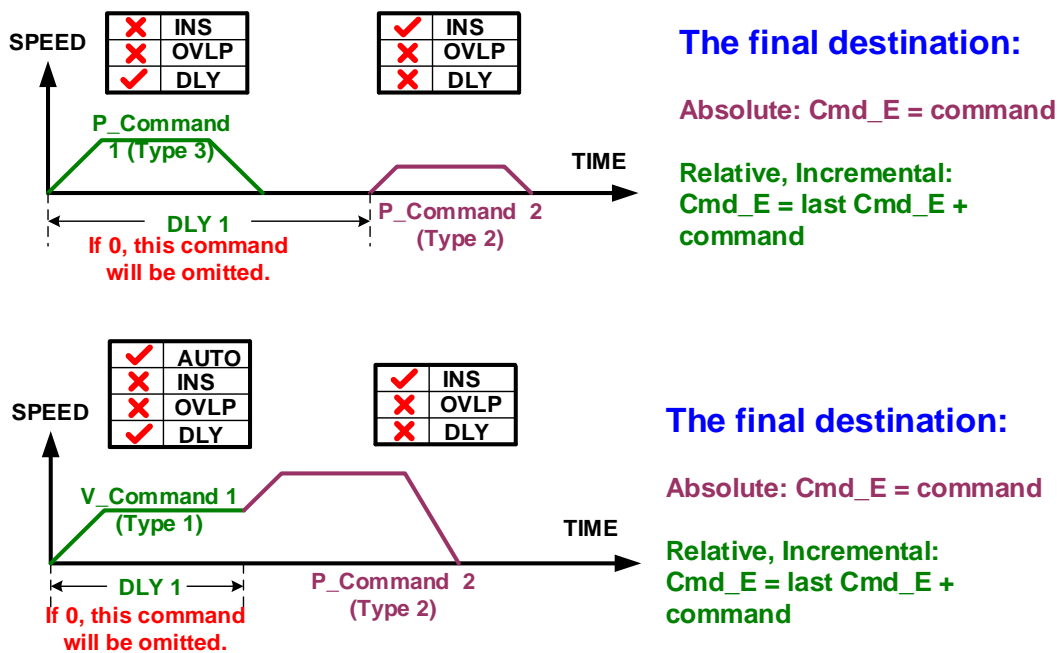 SPEED
INS
OVLP
DLY
INS
OVLP
DLY
P_Command
1 (Type 3)
TIME
DLY 1
If 0, this command
will be omitted.
P_Command 2
(Type 2)
The final destination:
Absolute: Cmd_E = command
Relative, Incremental:
Cmd_E = last Cmd_E +
command
SPEED
AUTO
INS
OVLP
DLY
INS
OVLP
DLY
V_Command 1
(Type 1)
TIME
DLY 1
If 0, this command
will be omitted.
P_Command 2
(Type 2)
The final destination:
Absolute: Cmd_E = command
Relative, Incremental:
Cmd_E = last Cmd_E +
command